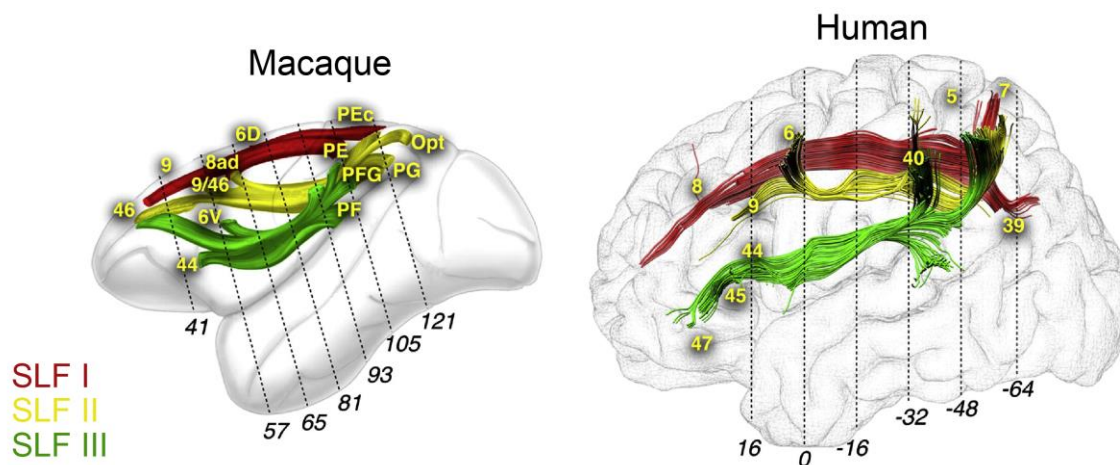 Macaque
PEc
6D
9
8ad
PE
Opt
9/46
PFG
PG
46
6V
PF
44
41
121
105
93
81
65
57
SLF I
SLF II
SLF III
Human
5
7
6
40
8
9
39
44
45
47
16
0
-16
-32
-48
-64